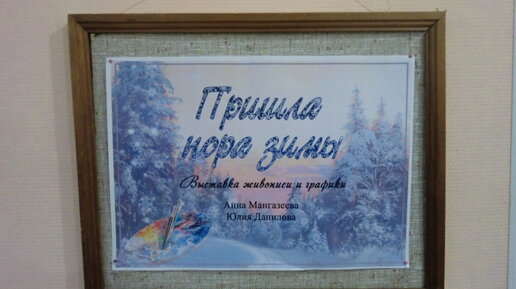 Пришла
пора зимы
Выставка живописи и графики
Анна Мангазеева
Юлия Данилова